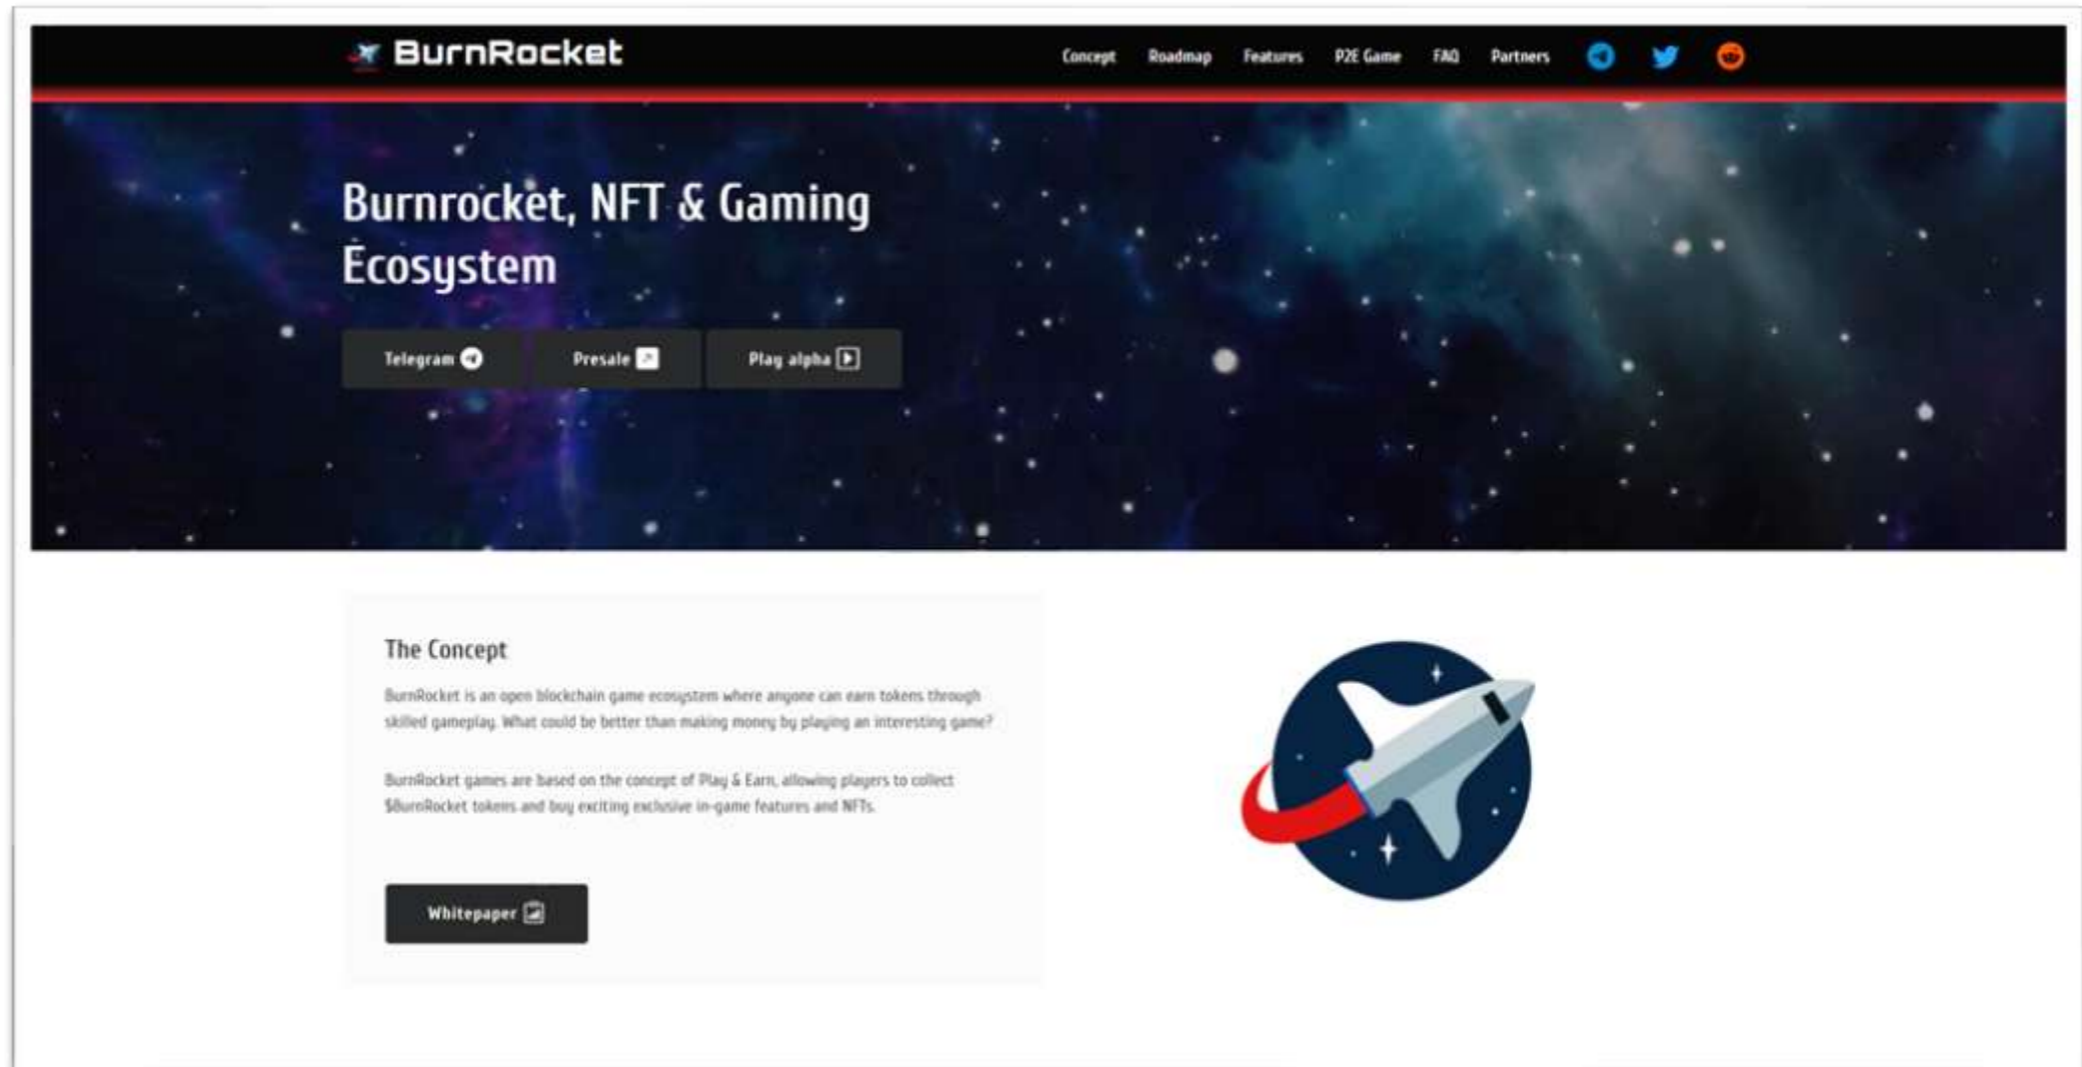 BurnRocket
Concept Roadmap Features P2E Game FAQ Partners
Burnrocket, NFT & Gaming
Ecosystem
Telegram Presale Play alpha
The Concept
BurnRocket is an open blockchain game ecosystem where anyone can earn tokens through
skilled gameplay. What could be better than making money by playing an interesting game?
BurnRocket games are based on the concept of Play & Earn, allowing players to collect
$BurnRocket tokens and buy exciting exclusive in-game features and NFTs.
Whitepaper